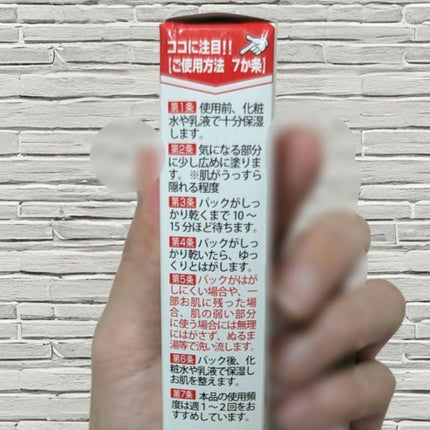 ココに注目!!
【ご使用方法 7か条】
第1条 使用前、化粧
水や乳液で十分保湿
します。
第2条 気になる部分
に少し広めに塗りま
す。 ※肌がうっすら
隠れる程度
第3条 パックがしっ
かり乾くまで10〜
15分ほど待ちます。
第4条 パックがしっ
かり乾いたら、ゆっ
くりとはがします。
第5条 パックがはが
しにくい場合や、一
部お肌に残った場
合、肌の弱い部分
に使う場合には無理
にはがさず、ぬるま
湯等で洗い流します。
第6条 パック後、化
粧水や乳液で保湿し
お肌を整えます。
第7条 本品の使用頻
度は週1〜2回をお
すすめしています。